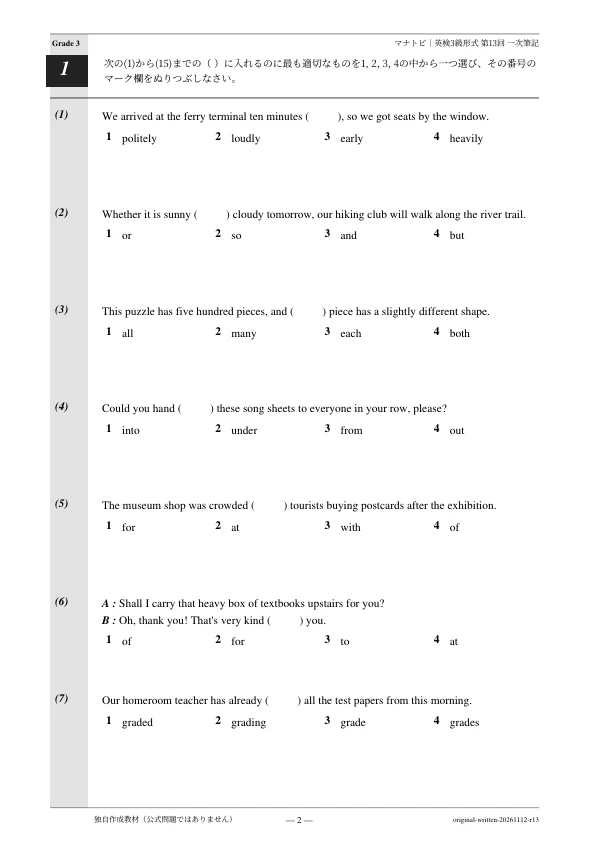 Grade 3
マナトビ｜英検3級形式 第13回 一次筆記
1
次の(1)から(15)までの（ ）に入れるのに最も適切なものを1, 2, 3, 4の中から一つ選び、その番号の
マーク欄をぬりつぶしなさい。
(1) We arrived at the ferry terminal ten minutes (　　), so we got seats by the window.
1 politely 2 loudly 3 early 4 heavily
(2) Whether it is sunny (　　) cloudy tomorrow, our hiking club will walk along the river trail.
1 or 2 so 3 and 4 but
(3) This puzzle has five hundred pieces, and (　　) piece has a slightly different shape.
1 all 2 many 3 each 4 both
(4) Could you hand (　　) these song sheets to everyone in your row, please?
1 into 2 under 3 from 4 out
(5) The museum shop was crowded (　　) tourists buying postcards after the exhibition.
1 for 2 at 3 with 4 of
(6) A : Shall I carry that heavy box of textbooks upstairs for you?
B : Oh, thank you! That's very kind (　　) you.
1 of 2 for 3 to 4 at
(7) Our homeroom teacher has already (　　) all the test papers from this morning.
1 graded 2 grading 3 grade 4 grades
独自作成教材（公式問題ではありません）
— 2 —
original-written-20261112-r13